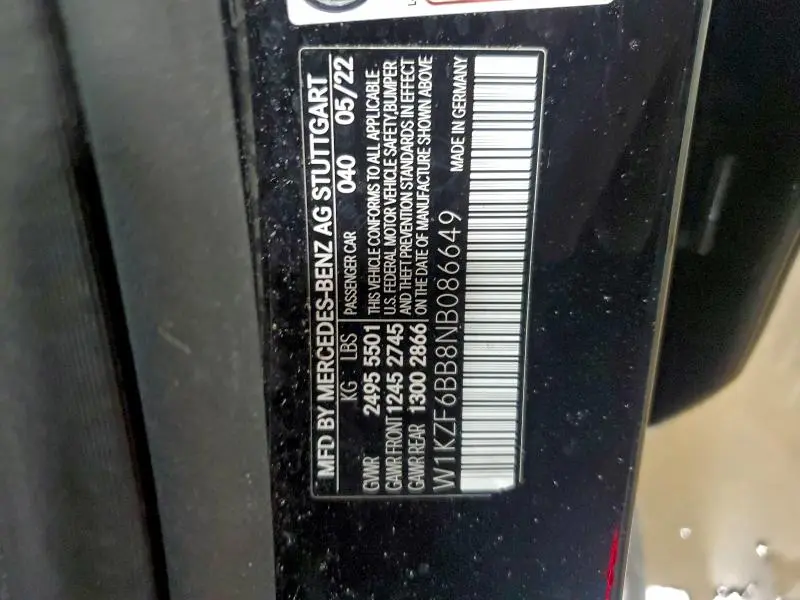 MFD BY MERCEDES-BENZ AG STUTTGART
KG LBS PASSENGER CAR 040 05/22
GVWR 2495 5501 THIS VEHICLE CONFORMS TO ALL APPLICABLE
GAWR FRONT 1245 2745 U.S. FEDERAL MOTOR VEHICLE SAFETY,BUMPER
GAWR REAR 1300 2866 AND THEFT PREVENTION STANDARDS IN EFFECT
ON THE DATE OF MANUFACTURE SHOWN ABOVE
W1KZF6BB8NB086649 MADE IN GERMANY